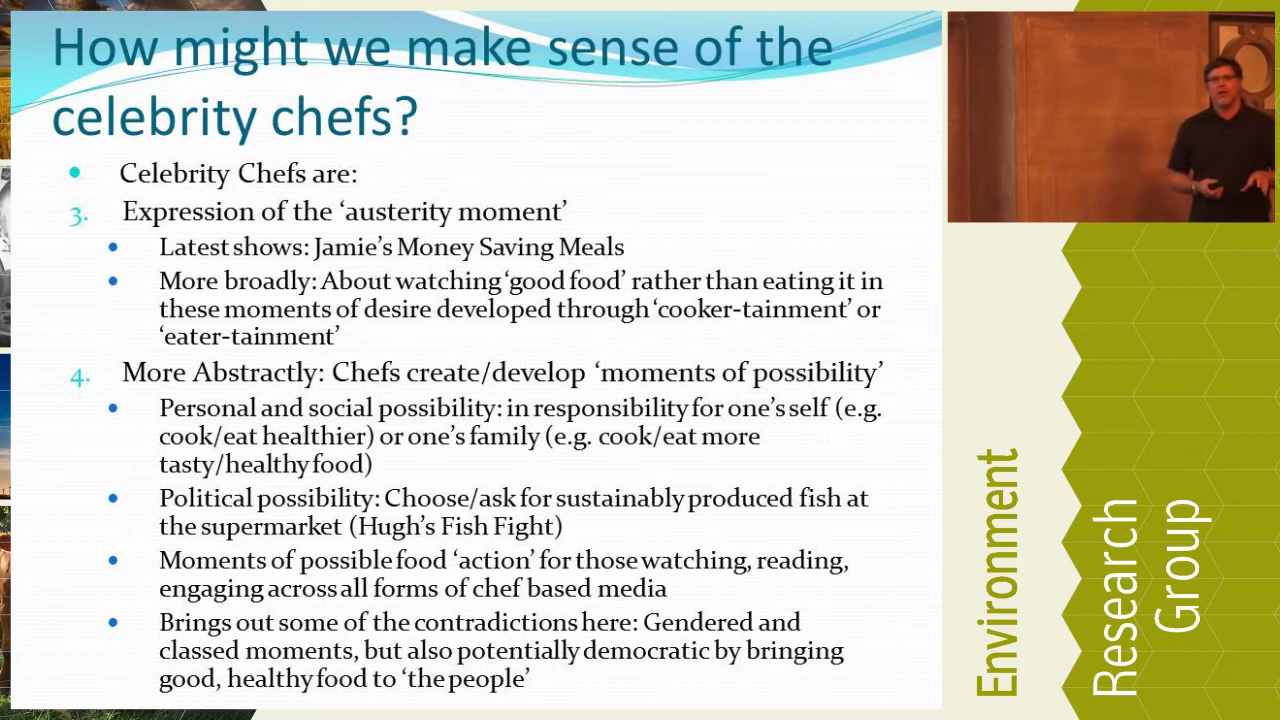 How might we make sense of the
celebrity chefs?
• Celebrity Chefs are:
3. Expression of the ‘austerity moment’
• Latest shows: Jamie’s Money Saving Meals
• More broadly: About watching ‘good food’ rather than eating it in
these moments of desire developed through ‘cooker-tainment’ or
‘eater-tainment’
4. More Abstractly: Chefs create/develop ‘moments of possibility’
• Personal and social possibility: in responsibility for one’s self (e.g.
cook/eat healthier) or one’s family (e.g. cook/eat more
tasty/healthy food)
• Political possibility: Choose/ask for sustainably produced fish at
the supermarket (Hugh’s Fish Fight)
• Moments of possible food ‘action’ for those watching, reading,
engaging across all forms of chef based media
• Brings out some of the contradictions here: Gendered and
classed moments, but also potentially democratic by bringing
good, healthy food to ‘the people’
Environment
Research
Group